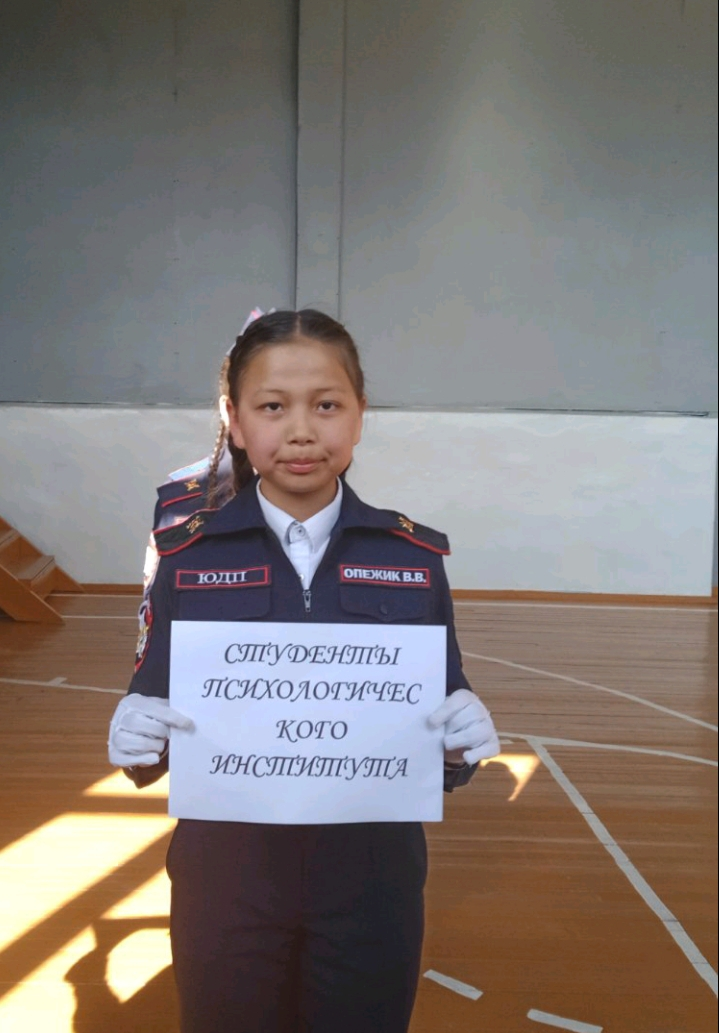 ЮДП
ОПЕЖИК В.В.
СТУДЕНТЫ
ПСИХОЛОГИЧЕС
КОГО
ИНСТИТУТА